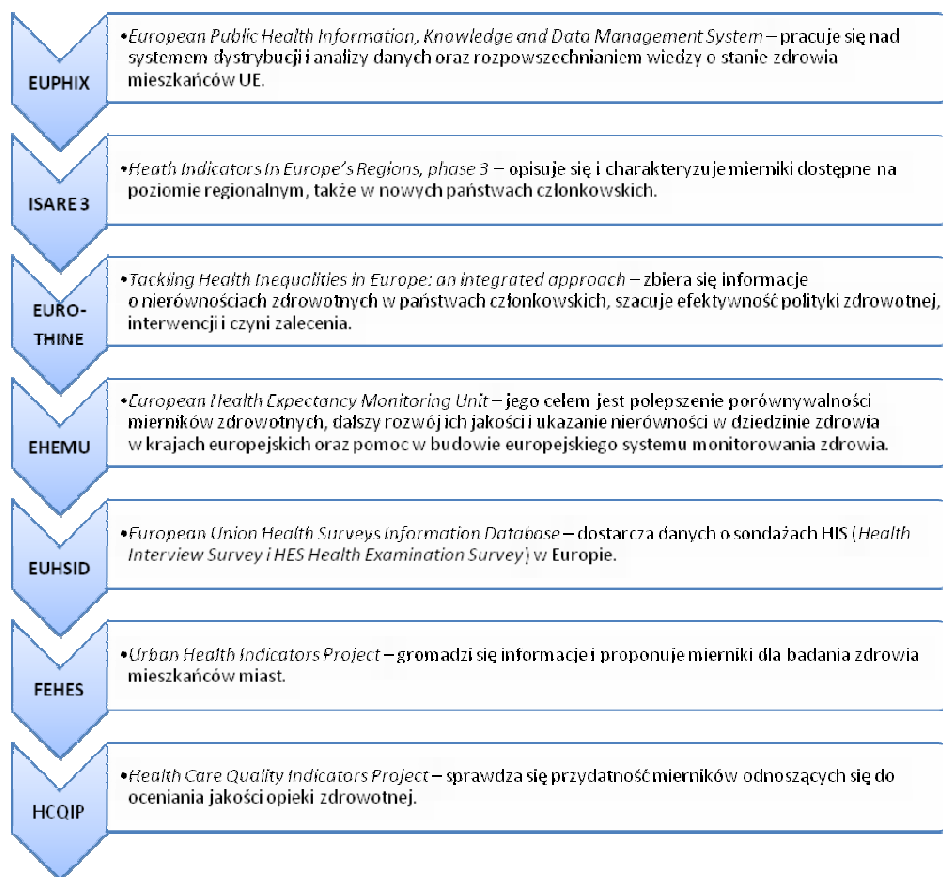 EUPHIX
•European Public Health Information, Knowledge and Data Management System – pracuje się nad
systemem dystrybucji i analizy danych oraz rozpowszechnianiem wiedzy o stanie zdrowia
mieszkańców UE.
ISARE 3
•Heath Indicators In Europe's Regions, phase 3 – opisuje się i charakteryzuje mierniki dostępne na
poziomie regionalnym, także w nowych państwach członkowskich.
EURO-
THINE
•Tackling Health Inequalities in Europe: an integrated approach – zbiera się informacje
o nierównościach zdrowotnych w państwach członkowskich, szacuje efektywność polityki zdrowotnej,
interwencji i czyni zalecenia.
EHEMU
•European Health Expectancy Monitoring Unit – jego celem jest polepszenie porównywalności
mierników zdrowotnych, dalszy rozwój ich jakości i ukazanie nierówności w dziedzinie zdrowia
w krajach europejskich oraz pomoc w budowie europejskiego systemu monitorowania zdrowia.
EUHSID
•European Union Health Surveys Information Database – dostarcza danych o sondażach HIS (Health
Interview Survey i HES Health Examination Survey) w Europie.
FEHES
•Urban Health Indicators Project – gromadzi się informacje i proponuje mierniki dla badania zdrowia
mieszkańców miast.
HCQIP
•Health Care Quality Indicators Project – sprawdza się przydatność mierników odnoszących się do
oceniania jakości opieki zdrowotnej.